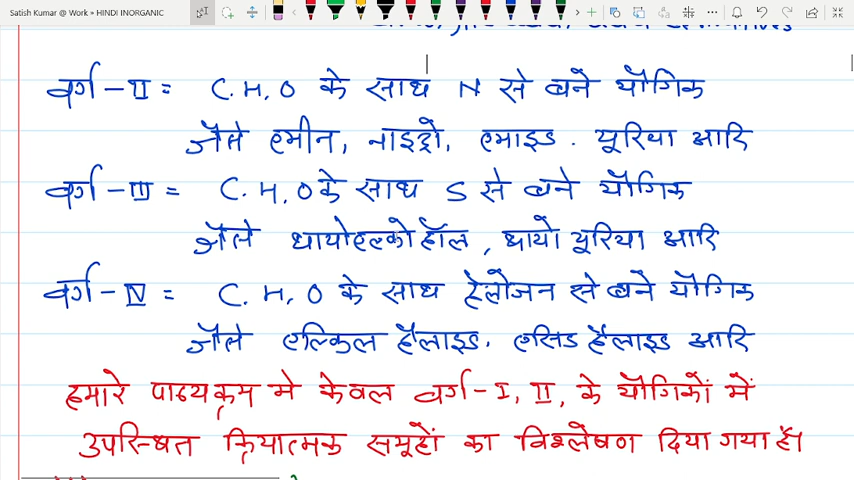 Satish Kumar @ Work » HINDI INORGANIC
वर्ग - II = C, H, O के साथ N से बने यौगिक
जैसे एमीन, नाइट्रो, एमाइड. यूरिया आदि
वर्ग - III = C, H, O के साथ S से बने यौगिक
जैसे थायोएल्कोहॉल, थायो यूरिया आदि
वर्ग - IV = C, H, O के साथ हैलोजन से बने यौगिक
जैसे एल्किल हैलाइड. एसिड हैलाइड आदि
हमारे पाठ्यक्रम मे केवल वर्ग - I, II, के यौगिकों में
उपस्थित क्रियात्मक समूहों का विश्लेषण दिया गया है।